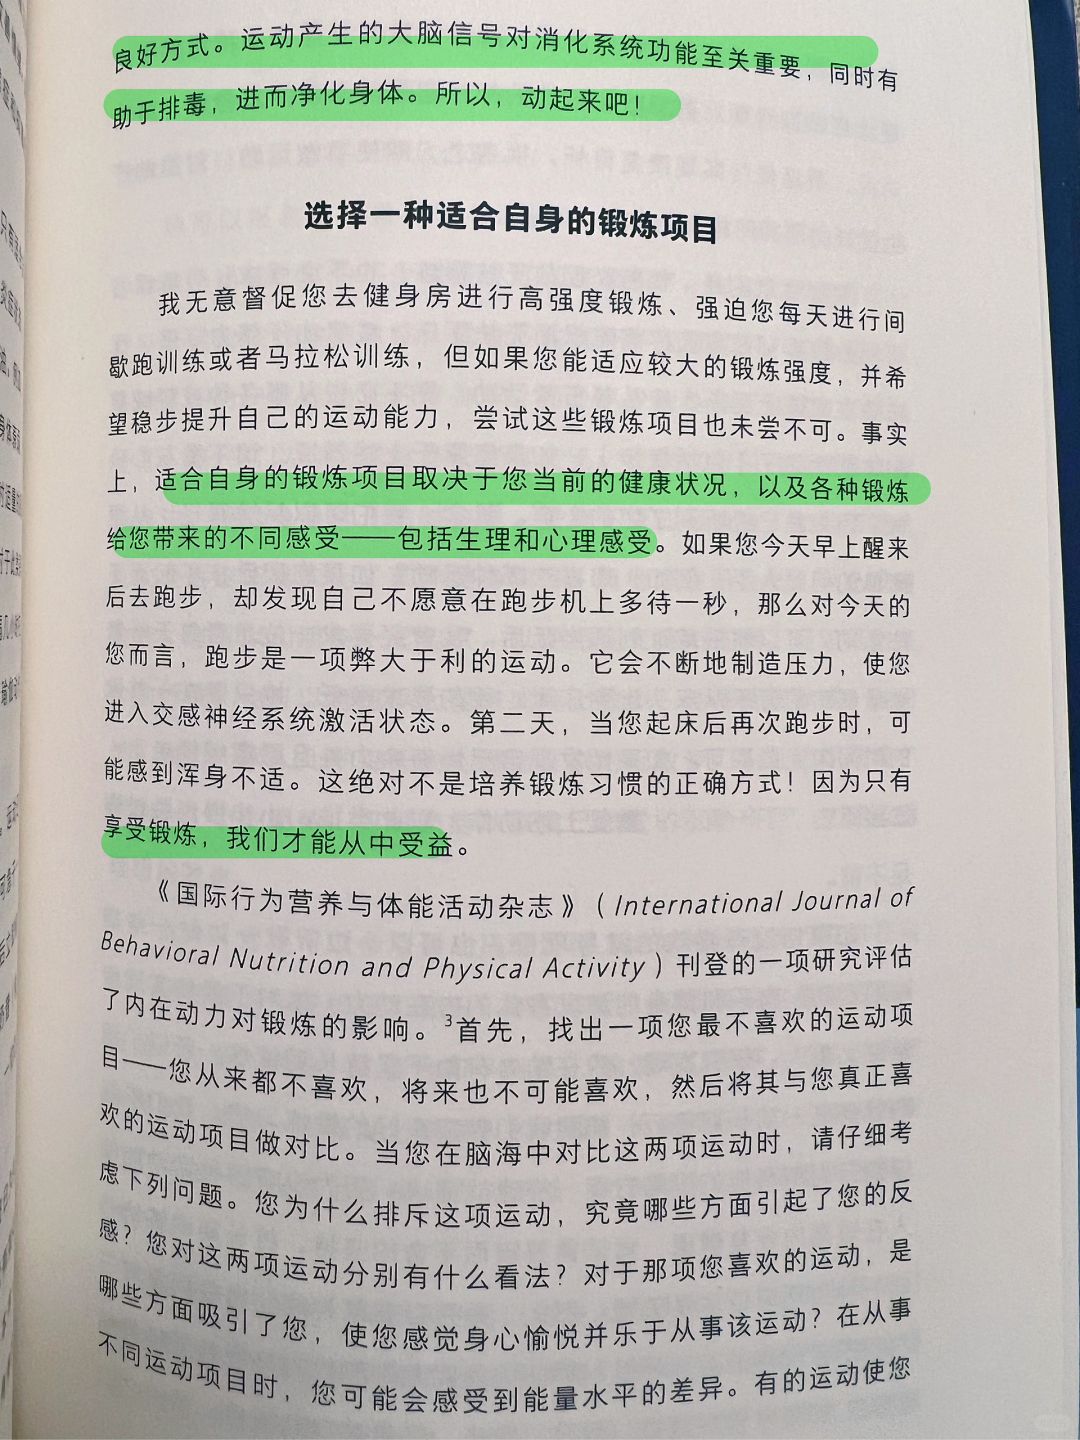 良好方式。运动产生的大脑信号对消化系统功能至关重要，同时有
助于排毒，进而净化身体。所以，动起来吧！
选择一种适合自身的锻炼项目
我无意督促您去健身房进行高强度锻炼、强迫您每天进行间
歇跑训练或者马拉松训练，但如果您能适应较大的锻炼强度，并希
望稳步提升自己的运动能力，尝试这些锻炼项目也未尝不可。事实
上，适合自身的锻炼项目取决于您当前的健康状况，以及各种锻炼
给您带来的不同感受——包括生理和心理感受。如果您今天早上醒来
后去跑步，却发现自己不愿意在跑步机上多待一秒，那么对今天的
您而言，跑步是一项弊大于利的运动。它会不断地制造压力，使您
进入交感神经系统激活状态。第二天，当您起床后再次跑步时，可
能感到浑身不适。这绝对不是培养锻炼习惯的正确方式！因为只有
享受锻炼，我们才能从中受益。
《国际行为营养与体能活动杂志》（International Journal of
Behavioral Nutrition and Physical Activity）刊登的一项研究评估
了内在动力对锻炼的影响。3首先，找出一项您最不喜欢的运动项
目——您从来都不喜欢，将来也不可能喜欢，然后将其与您真正喜
欢的运动项目做对比。当您在脑海中对比这两项运动时，请仔细考
虑下列问题。您为什么排斥这项运动，究竟哪些方面引起了您的反
感？您对这两项运动分别有什么看法？对于那项您喜欢的运动，是
哪些方面吸引了您，使您感觉身心愉悦并乐于从事该运动？在从事
不同运动项目时，您可能会感受到能量水平的差异。有的运动使您